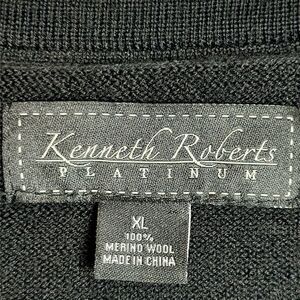 Kenneth Roberts
PLATINUM
XL
100%
MERINO WOOL
MADE IN CHINA